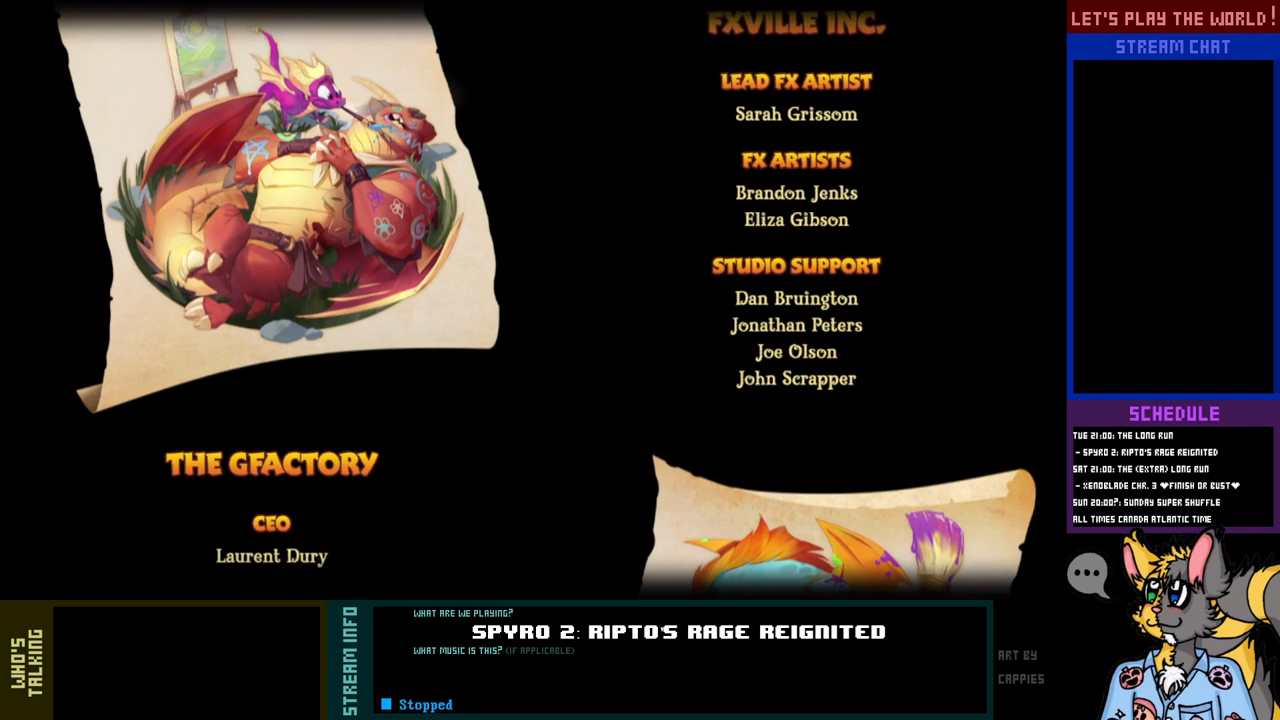 FXVILLE INC.
LEAD FX ARTIST
Sarah Grissom
FX ARTISTS
Brandon Jenks
Eliza Gibson
STUDIO SUPPORT
Dan Bruington
Jonathan Peters
Joe Olson
John Scrapper
THE GFACTORY
CEO
Laurent Dury
LET'S PLAY THE WORLD!
STREAM CHAT
SCHEDULE
TUE 21:00: THE LONG RUN
- SPYRO 2: RIPTO'S RAGE REIGNITED
SAT 21:00: THE (EXTRA) LONG RUN
- XENOBLADE CHR. 3 ❤FINISH OR BUST❤
SUN 20:00?: SUNDAY SUPER SHUFFLE
ALL TIMES CANADA ATLANTIC TIME
WHO'S
TALKING
STREAM INFO
WHAT ARE WE PLAYING?
SPYRO 2: RIPTO'S RAGE REIGNITED
WHAT MUSIC IS THIS? (IF APPLICABLE)
Stopped
ART BY
CAPPIES